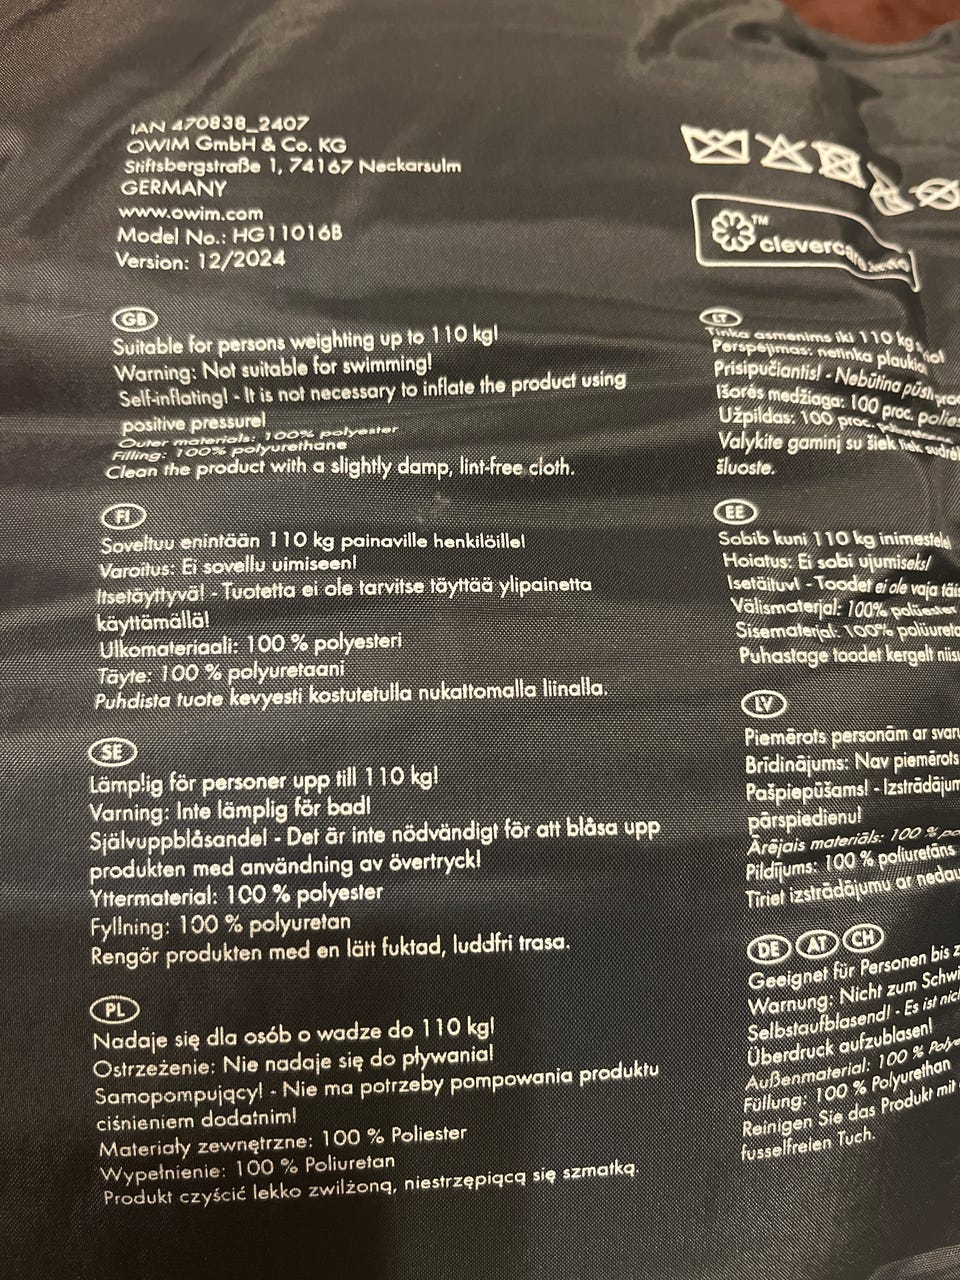 IAN 470838_2407
OWIM GmbH & Co. KG
Stiftsbergstraße 1, 74167 Neckarsulm
GERMANY
www.owim.com
Model No.: HG11016B
Version: 12/2024
GB
Suitable for persons weighting up to 110 kg!
Warning: Not suitable for swimming!
Self-inflating! - It is not necessary to inflate the product using
positive pressure!
Outer materials: 100% polyester
Filling: 100% polyurethane
Clean the product with a slightly damp, lint-free cloth.
FI
Soveltuu enintään 110 kg painaville henkilöille!
Varoitus: Ei sovellu uimiseen!
Itsetäyttyvä! - Tuotetta ei ole tarvitse täyttää ylipainetta
käyttämällä!
Ulkomateriaali: 100 % polyesteri
Täyte: 100 % polyuretaani
Puhdista tuote kevyesti kostutetulla nukattomalla liinalla.
SE
Lämplig för personer upp till 110 kg!
Varning: Inte lämplig för bad!
Självuppblåsande! - Det är inte nödvändigt för att blåsa upp
produkten med användning av övertryck!
Yttermaterial: 100 % polyester
Fyllning: 100 % polyuretan
Rengör produkten med en lätt fuktad, luddfri trasa.
PL
Nadaje się dla osób o wadze do 110 kg!
Ostrzeżenie: Nie nadaje się do pływania!
Samopompujący! - Nie ma potrzeby pompowania produktu
ciśnieniem dodatnim!
Materiały zewnętrzne: 100 % Poliester
Wypełnienie: 100 % Poliuretan
Produkt czyścić lekko zwilżoną, niestrzępiącą się szmatką.
™
clevercare
LT
Tinka asmenims iki 110 kg
Perspėjimas: netinka
Prisipučiantis! - Nebūtina
Išorės medžiaga: 100 proc.
Užpildas: 100 proc.
Valykite gaminį su šiek tiek
šluoste.
EE
Sobib kuni 110 kg
Hoiatus: Ei sobi ujumiseks!
Isetäituv! - Toodet ei ole vaja
Välismaterjal: 100% polüester
Sisematerjal: 100%
Puhastage toodet kergelt
LV
Piemērots personām ar
Brīdinājums: Nav piemērots
Pašpiepūšams! -
pārspiedienu!
Ārējais materiāls: 100 %
Pildījums: 100 % poliuretāns
Tīriet izstrādājumu ar
DE AT CH
Geeignet für Personen bis
Warnung: Nicht zum
Selbstaufblasend! - Es ist
Überdruck aufzublasen!
Außenmaterial: 100 %
Füllung: 100 % Polyurethan
Reinigen Sie das Produkt mit
fusselfreien Tuch.